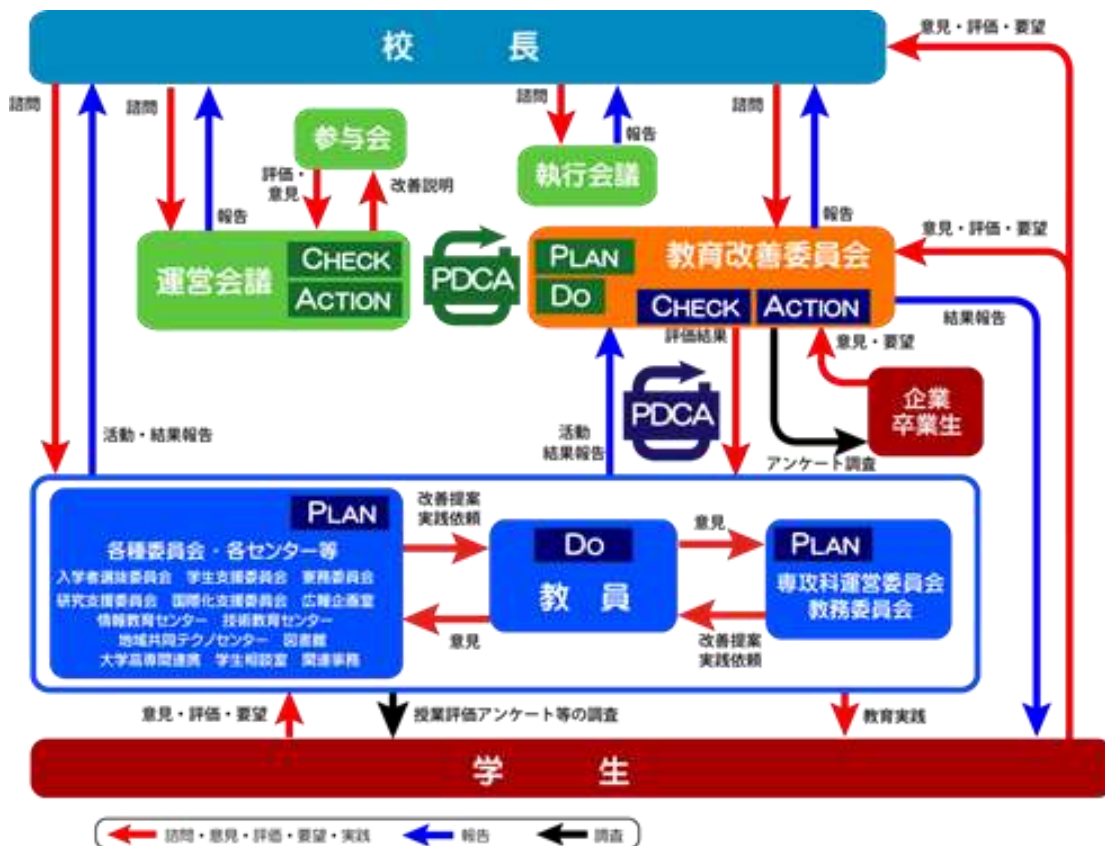 校 長
意見・評価・要望
諮問
諮問
諮問
諮問
報告
参与会
執行会議
評価・
意見
改善説明
報告
報告
運営会議
CHECK
ACTION
PDCA
PLAN
DO
教育改善委員会
CHECK
ACTION
意見・評価・要望
結果報告
評価結果
意見・要望
PDCA
企業
卒業生
活動・結果報告
活動
結果報告
アンケート調査
PLAN
各種委員会・各センター等
入学者選抜委員会 学生支援委員会 寮務委員会
研究支援委員会 国際化支援委員会 広報企画室
情報教育センター 技術教育センター
地域共同テクノセンター 図書館
大学高専間連携 学生相談室 関連事務
改善提案
実践依頼
DO
教 員
意見
意見
PLAN
専攻科運営委員会
教務委員会
改善提案
実践依頼
意見・評価・要望
授業評価アンケート等の調査
教育実践
学 生
諮問・意見・評価・要望・実践
報告
調査